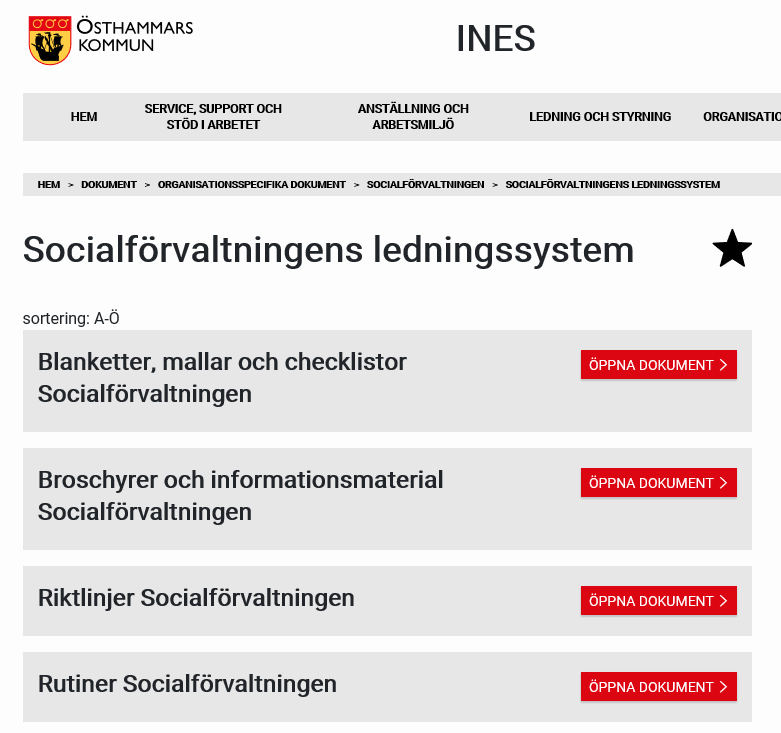 ÖSTHAMMARS
KOMMUN
INES
HEM
SERVICE, SUPPORT OCH
STÖD I ARBETET
ANSTÄLLNING OCH
ARBETSMILJÖ
LEDNING OCH STYRNING
ORGANISATIO
HEM > DOKUMENT > ORGANISATIONSSPECIFIKA DOKUMENT > SOCIALFÖRVALTNINGEN > SOCIALFÖRVALTNINGENS LEDNINGSSYSTEM
Socialförvaltningens ledningssystem
sortering: A-Ö
Blanketter, mallar och checklistor
Socialförvaltningen
ÖPPNA DOKUMENT
Broschyrer och informationsmaterial
Socialförvaltningen
ÖPPNA DOKUMENT
Riktlinjer Socialförvaltningen
ÖPPNA DOKUMENT
Rutiner Socialförvaltningen
ÖPPNA DOKUMENT